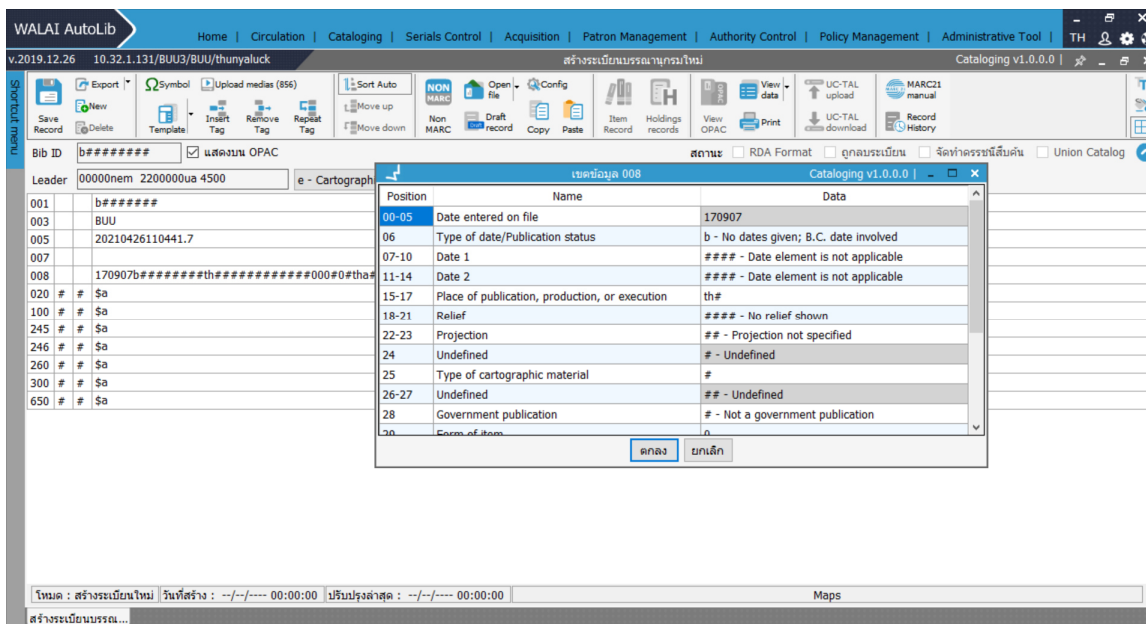 WALAI AutoLib
Home | Circulation | Cataloging | Serials Control | Acquisition | Patron Management | Authority Control | Policy Management | Administrative Tool | TH
v.2019.12.26 10.32.1.131/BUU3/BUU/thunyaluck สร้างระเบียนบรรณานุกรมใหม่ Cataloging v1.0.0.0 |
Shortcut menu
Save Record
Export
New
Delete
Symbol
Upload medias (856)
Template
Insert Tag
Remove Tag
Repeat Tag
Sort Auto
Move up
Move down
NON MARC
Non MARC
Open file
Draft record
Config
Copy
Paste
Item Record
Holdings records
View OPAC
View data
Print
UC-TAL upload
UC-TAL download
MARC21 manual
Record History
Bib ID b######## แสดงบน OPAC สถานะ RDA Format ถูกลบระเบียน จัดทำดรรชนีสืบค้น Union Catalog
Leader 00000nem 2200000ua 4500 e - Cartographi
001 b#######
003 BUU
005 20210426110441.7
007
008 170907b########th############000#0#tha#
020 # # $a
100 # # $a
245 # # $a
246 # # $a
260 # # $a
300 # # $a
650 # # $a
เขตข้อมูล 008 Cataloging v1.0.0.0 |
Position Name Data
00-05 Date entered on file 170907
06 Type of date/Publication status b - No dates given; B.C. date involved
07-10 Date 1 #### - Date element is not applicable
11-14 Date 2 #### - Date element is not applicable
15-17 Place of publication, production, or execution th#
18-21 Relief #### - No relief shown
22-23 Projection ## - Projection not specified
24 Undefined # - Undefined
25 Type of cartographic material #
26-27 Undefined ## - Undefined
28 Government publication # - Not a government publication
29 Form of item 0
ตกลง ยกเลิก
โหมด : สร้างระเบียนใหม่ วันที่สร้าง : --/--/---- 00:00:00 ปรับปรุงล่าสุด : --/--/---- 00:00:00 Maps
สร้างระเบียนบรรณ...